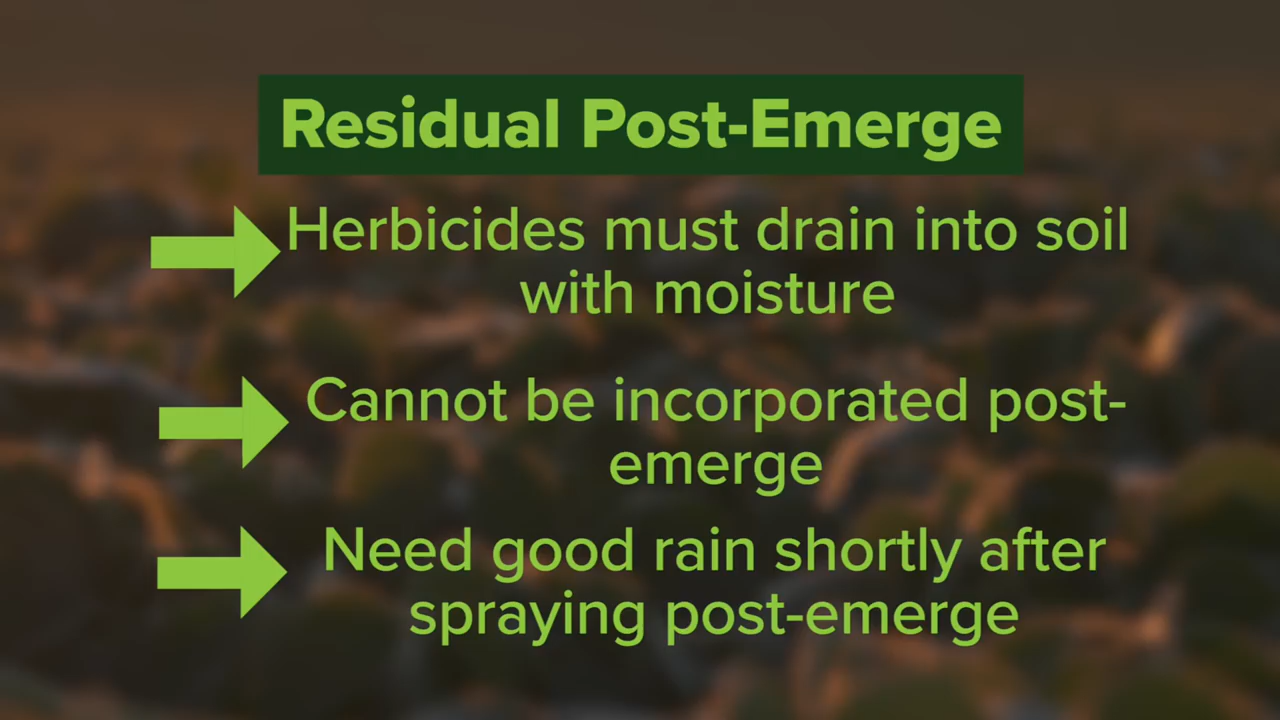 Residual Post-Emerge
Herbicides must drain into soil
with moisture
Cannot be incorporated post-
emerge
Need good rain shortly after
spraying post-emerge